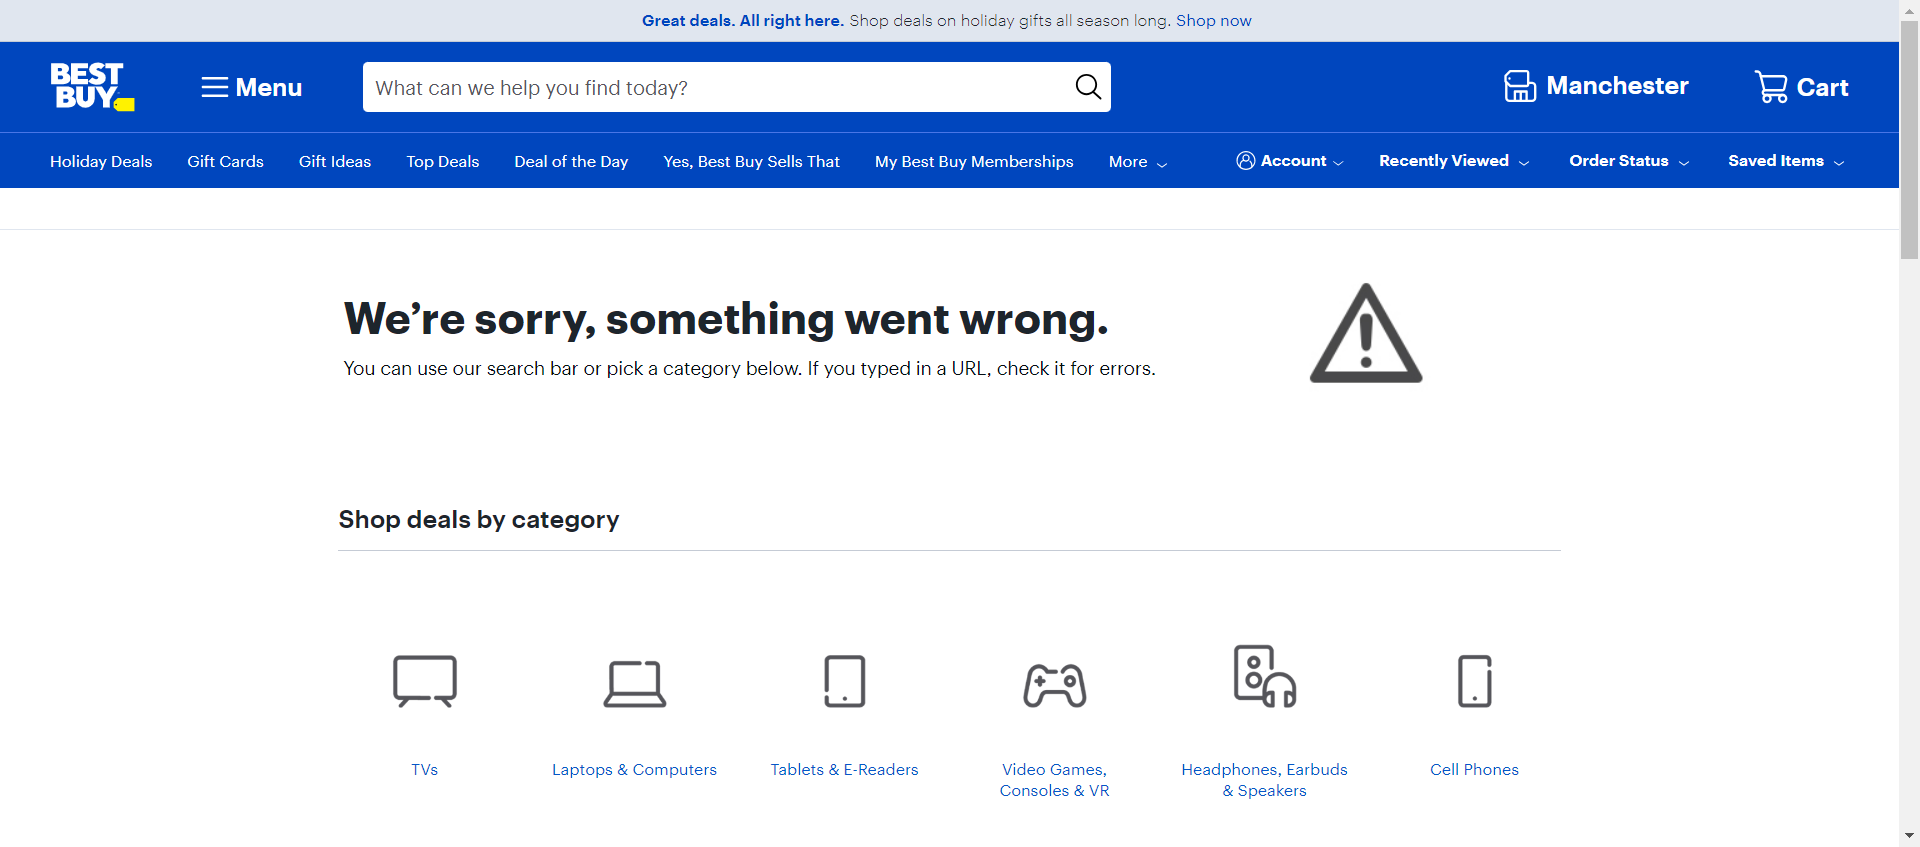 Great deals. All right here. Shop deals on holiday gifts all season long. Shop now
BEST
BUY
Menu
What can we help you find today?
Manchester
Cart
Holiday Deals
Gift Cards
Gift Ideas
Top Deals
Deal of the Day
Yes, Best Buy Sells That
My Best Buy Memberships
More
Account
Recently Viewed
Order Status
Saved Items
We’re sorry, something went wrong.
You can use our search bar or pick a category below. If you typed in a URL, check it for errors.
Shop deals by category
TVs
Laptops & Computers
Tablets & E-Readers
Video Games,
Consoles & VR
Headphones, Earbuds
& Speakers
Cell Phones